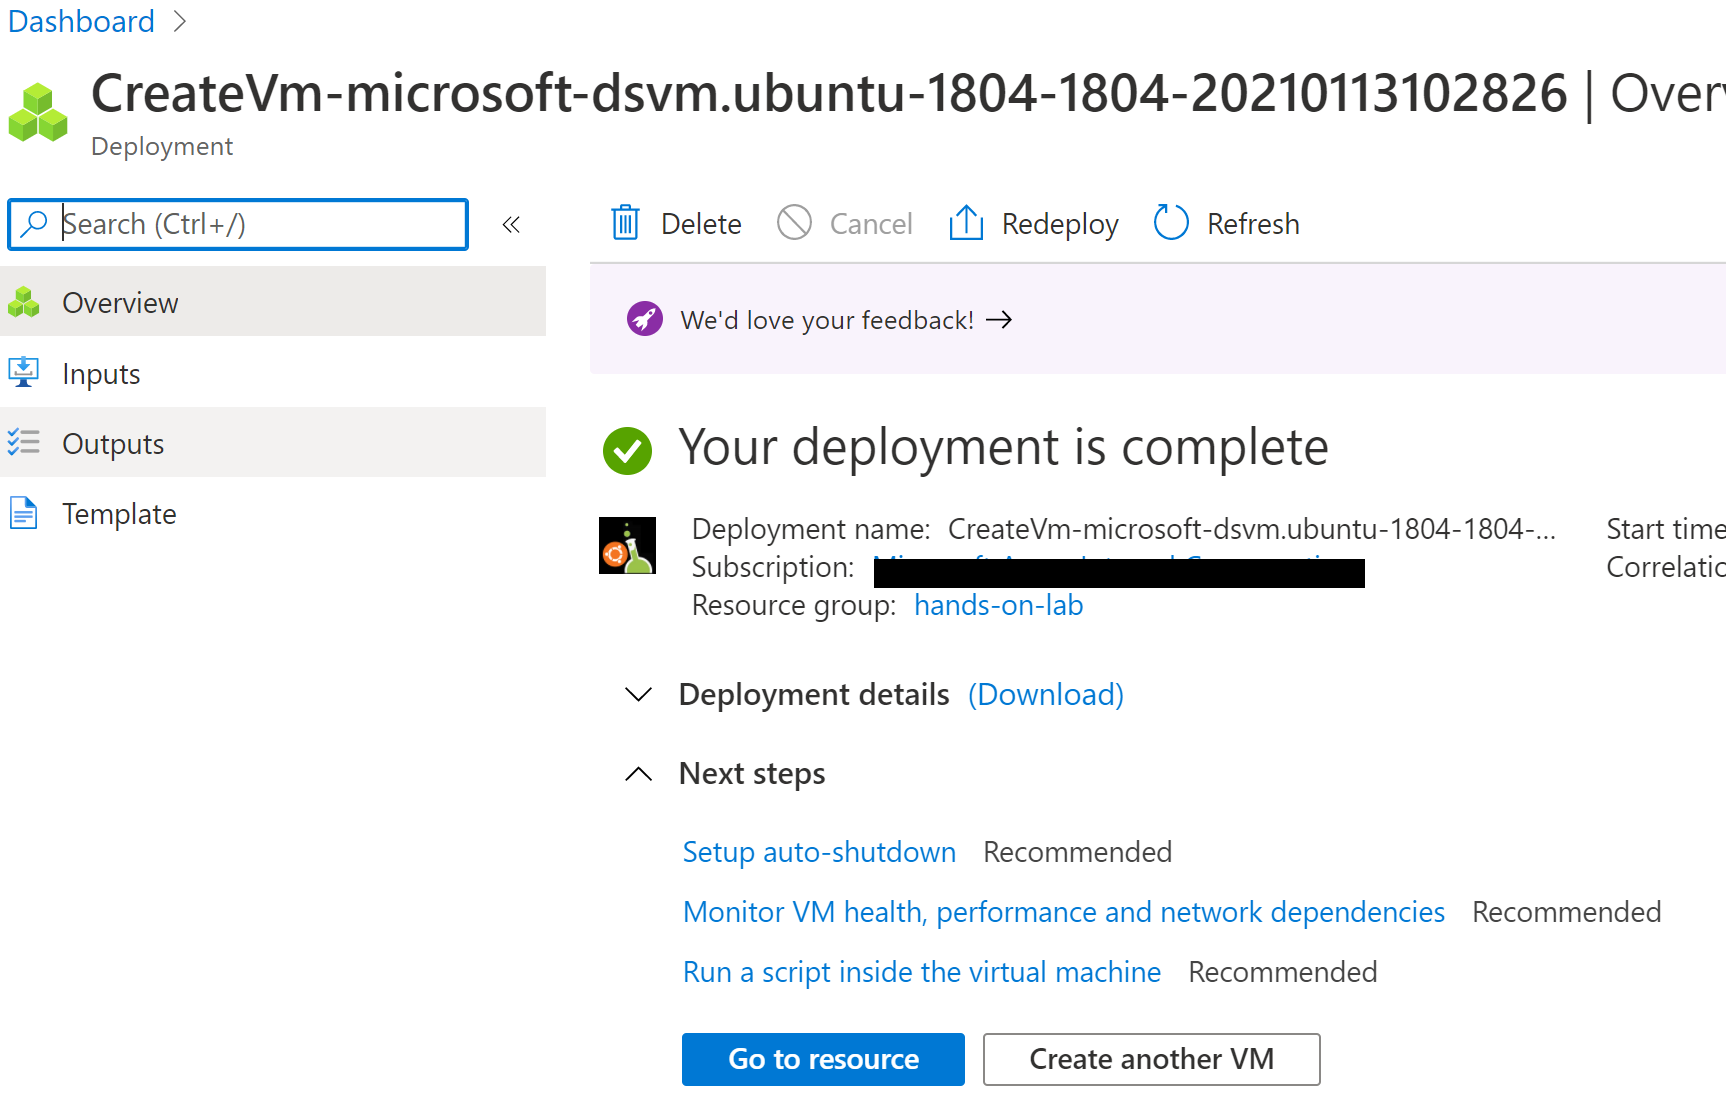 Dashboard
CreateVm-microsoft-dsvm.ubuntu-1804-1804-20210113102826 | Over
Deployment
Search (Ctrl+/)
«
Delete
Cancel
Redeploy
Refresh
Overview
Inputs
Outputs
Template
We'd love your feedback! →
Your deployment is complete
Deployment name: CreateVm-microsoft-dsvm.ubuntu-1804-1804-... Start time
Subscription: Correlatio
Resource group: hands-on-lab
Deployment details (Download)
Next steps
Setup auto-shutdown Recommended
Monitor VM health, performance and network dependencies Recommended
Run a script inside the virtual machine Recommended
Go to resource
Create another VM